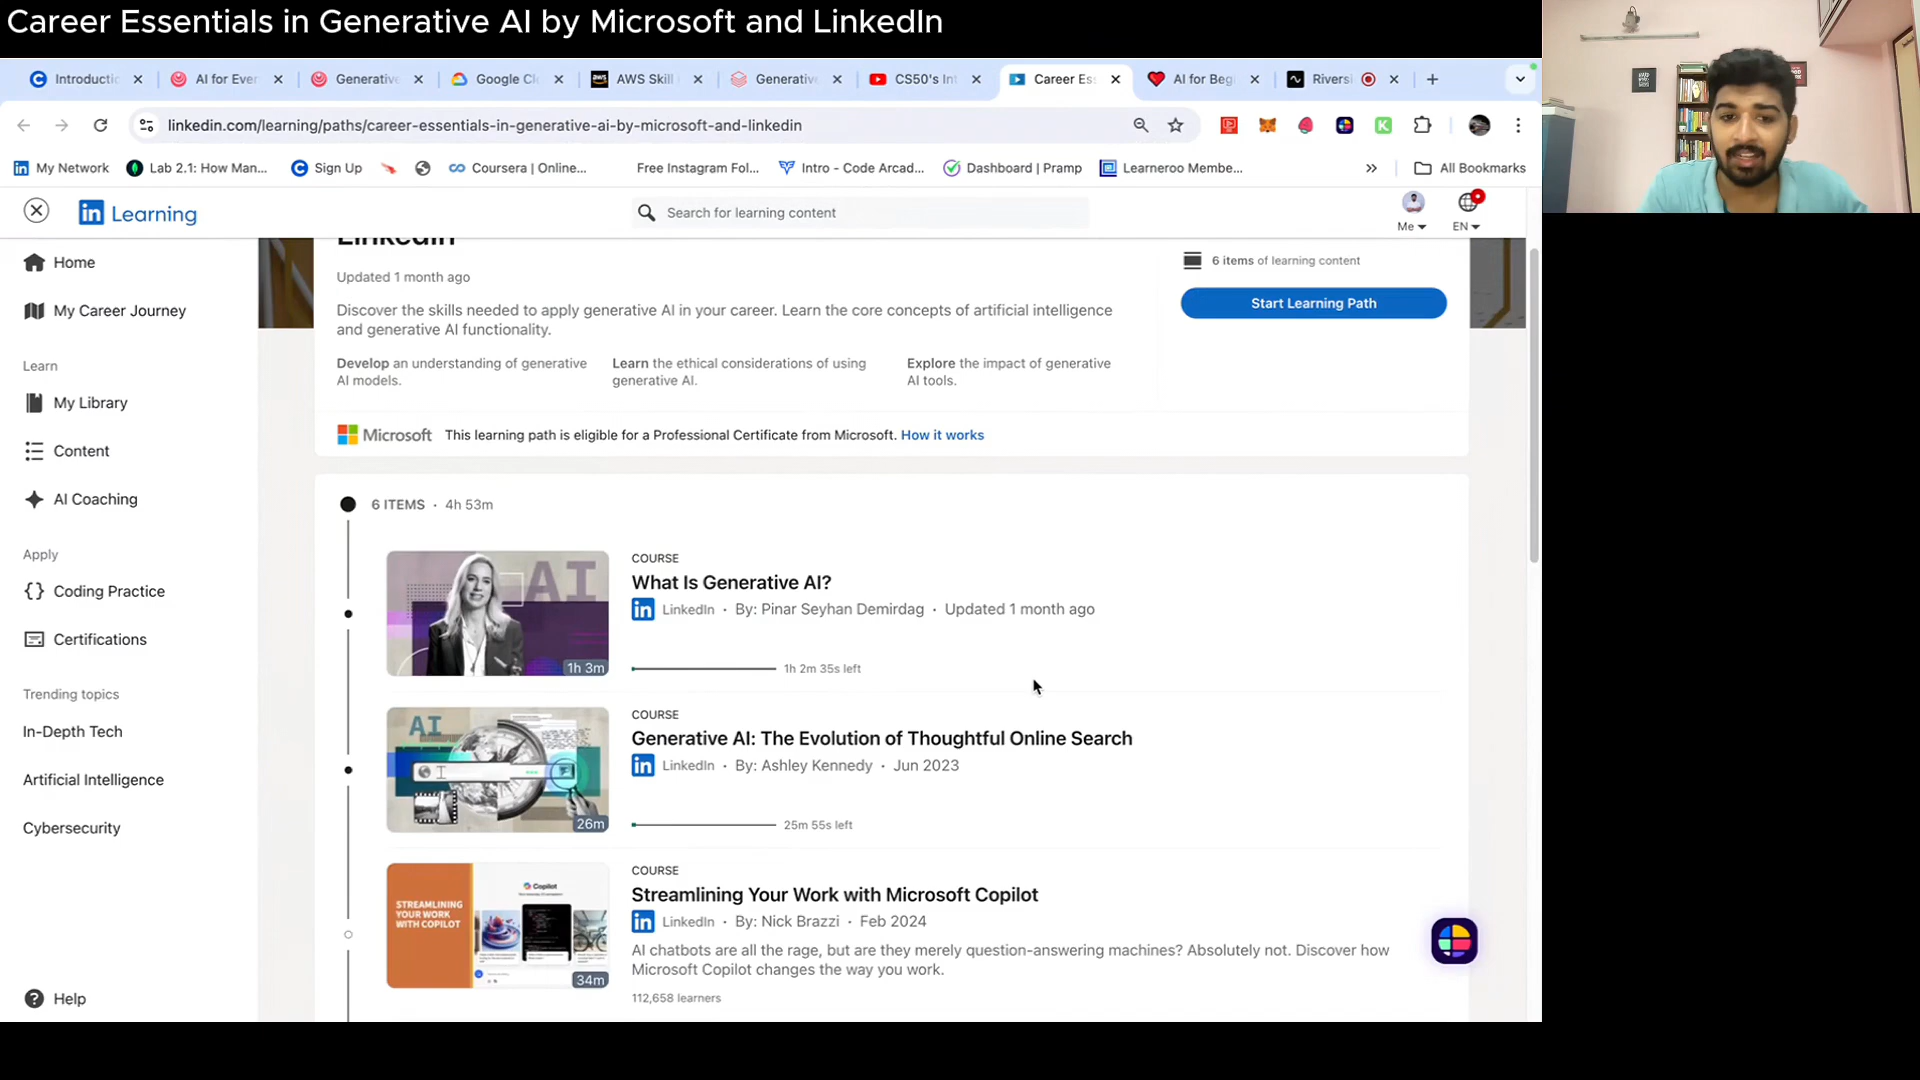 Career Essentials in Generative AI by Microsoft and LinkedIn
Introductic
AI for Ever
Generative
Google Cl
AWS Skill
Generative
CS50's Int
Career Ess
AI for Beg
Riversi
linkedin.com/learning/paths/career-essentials-in-generative-ai-by-microsoft-and-linkedin
My Network
Lab 2.1: How Man...
Sign Up
Coursera | Online...
Free Instagram Fol...
Intro - Code Arcad...
Dashboard | Pramp
Learneroo Membe...
All Bookmarks
Learning
Search for learning content
Me
EN
Home
My Career Journey
Learn
My Library
Content
AI Coaching
Apply
Coding Practice
Certifications
Trending topics
In-Depth Tech
Artificial Intelligence
Cybersecurity
Help
LinkedIn
Updated 1 month ago
Discover the skills needed to apply generative AI in your career. Learn the core concepts of artificial intelligence
and generative AI functionality.
Develop an understanding of generative
AI models.
Learn the ethical considerations of using
generative AI.
Explore the impact of generative
AI tools.
6 items of learning content
Start Learning Path
Microsoft This learning path is eligible for a Professional Certificate from Microsoft. How it works
6 ITEMS · 4h 53m
AI
1h 3m
COURSE
What Is Generative AI?
LinkedIn · By: Pinar Seyhan Demirdag · Updated 1 month ago
1h 2m 35s left
AI
26m
COURSE
Generative AI: The Evolution of Thoughtful Online Search
LinkedIn · By: Ashley Kennedy · Jun 2023
25m 55s left
STREAMLINING
YOUR WORK
WITH COPILOT
Copilot
34m
COURSE
Streamlining Your Work with Microsoft Copilot
LinkedIn · By: Nick Brazzi · Feb 2024
AI chatbots are all the rage, but are they merely question-answering machines? Absolutely not. Discover how
Microsoft Copilot changes the way you work.
112,658 learners